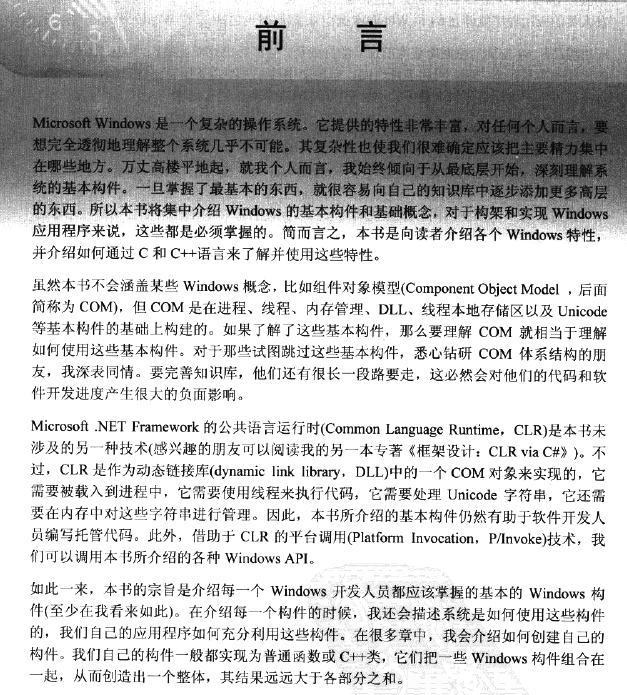 前言
Microsoft Windows 是一个复杂的操作系统。它提供的特性非常丰富，对任何个人而言，要
想完全透彻地理解整个系统几乎不可能。其复杂性也使我们很难确定应该把主要精力集中
在哪些地方。万丈高楼平地起，就我个人而言，我始终倾向于从最底层开始，深刻理解系
统的基本构件。一旦掌握了最基本的东西，就很容易向自己的知识库中逐步添加更多高层
的东西。所以本书将集中介绍 Windows 的基本构件和基础概念，对于构架和实现 Windows
应用程序来说，这些都是必须掌握的。简而言之，本书是向读者介绍各个 Windows 特性，
并介绍如何通过 C 和 C++语言来了解并使用这些特性。
虽然本书不会涵盖某些 Windows 概念，比如组件对象模型(Component Object Model ，后面
简称为 COM)，但 COM 是在进程、线程、内存管理、DLL、线程本地存储区以及 Unicode
等基本构件的基础上构建的。如果了解了这些基本构件，那么要理解 COM 就相当于理解
如何使用这些基本构件。对于那些试图跳过这些基本构件，悉心钻研 COM 体系结构的朋
友，我深表同情。要完善知识库，他们还有很长一段路要走，这必然会对他们的代码和软
件开发进度产生很大的负面影响。
Microsoft .NET Framework 的公共语言运行时(Common Language Runtime，CLR)是本书未
涉及的另一种技术(感兴趣的朋友可以阅读我的另一本专著《框架设计：CLR via C#》)。不
过，CLR 是作为动态链接库(dynamic link library，DLL)中的一个 COM 对象来实现的，它
需要被载入到进程中，它需要使用线程来执行代码，它需要处理 Unicode 字符串，它还需
要在内存中对这些字符串进行管理。因此，本书所介绍的基本构件仍然有助于软件开发人
员编写托管代码。此外，借助于 CLR 的平台调用(Platform Invocation，P/Invoke)技术，我
们可以调用本书所介绍的各种 Windows API。
如此一来，本书的宗旨是介绍每一个 Windows 开发人员都应该掌握的基本的 Windows 构
件(至少在我看来如此)。在介绍每一个构件的时候，我还会描述系统是如何使用这些构件
的，我们自己的应用程序如何充分利用这些构件。在很多章中，我会介绍如何创建自己的
构件。我们自己的构件一般都实现为普通函数或C++类，它们把一些 Windows 构件组合在
一起，从而创造出一个整体，其结果远远大于各部分之和。